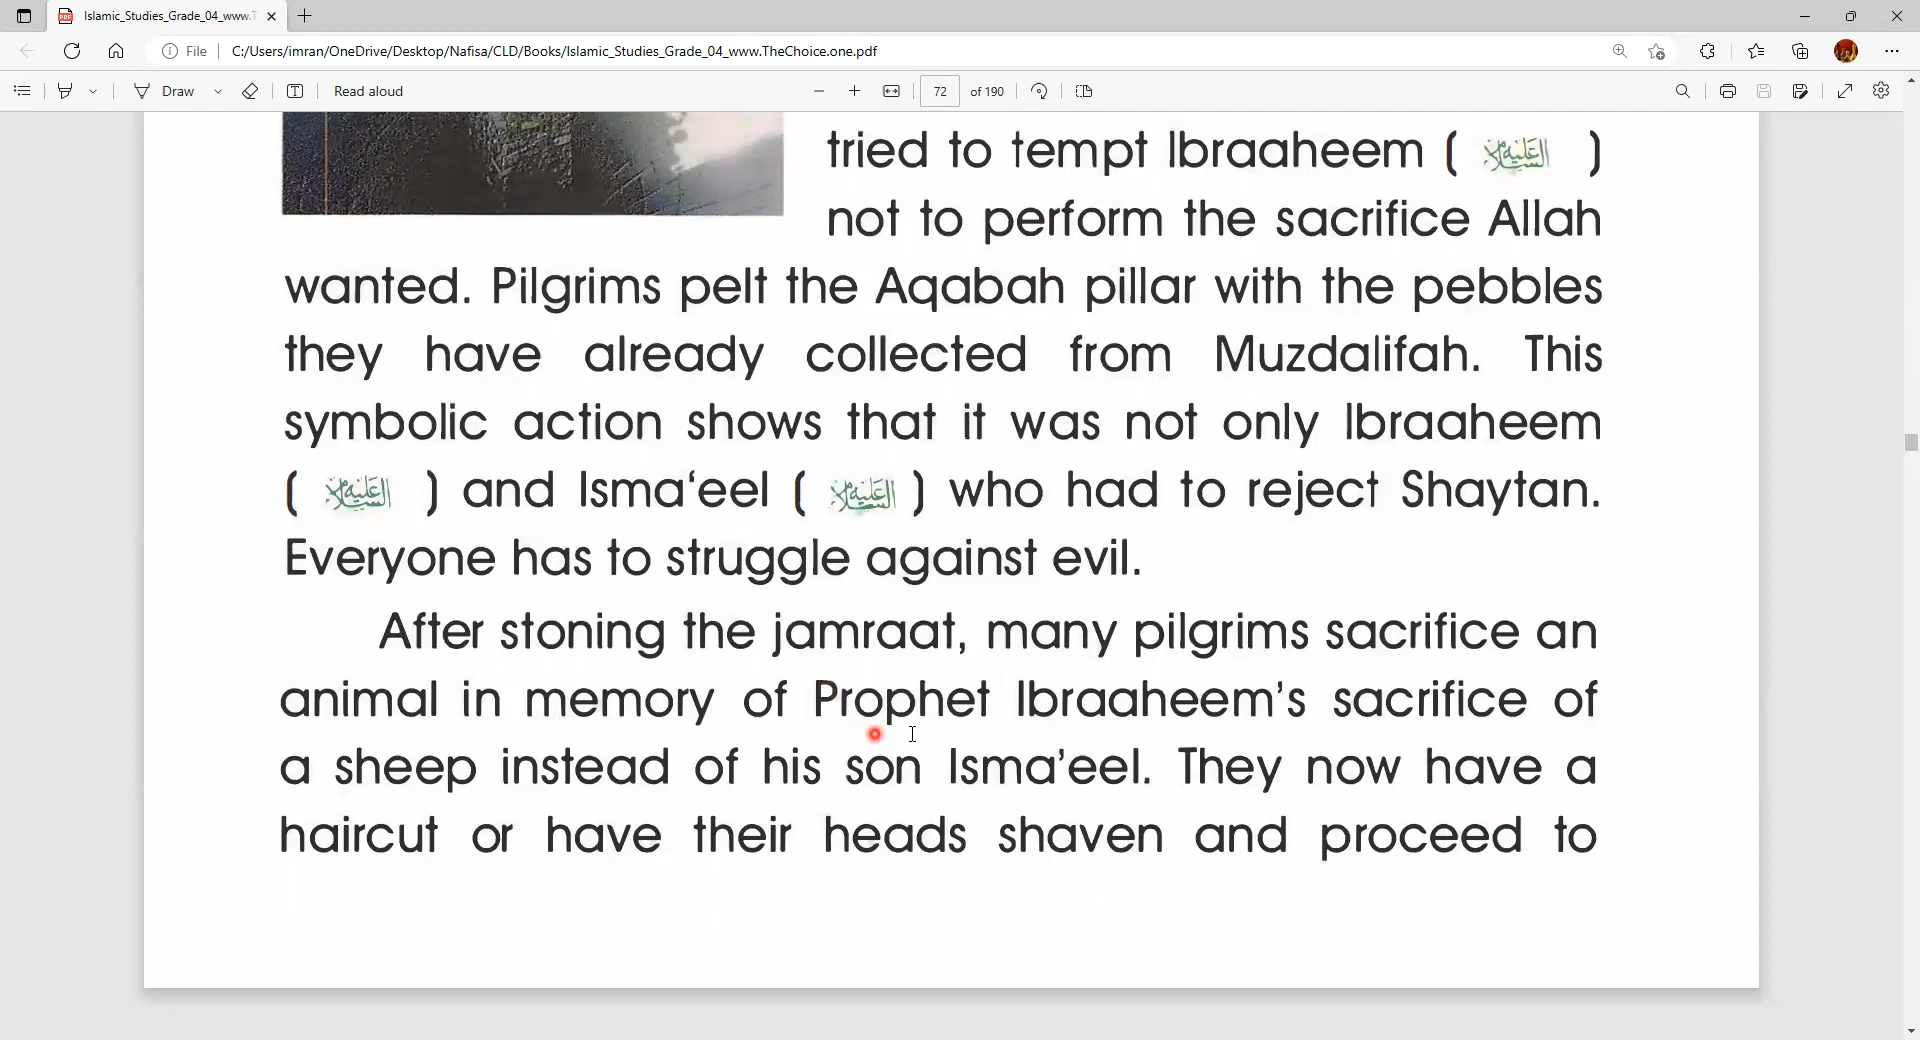 Islamic_Studies_Grade_04_www.T
File
C:/Users/imran/OneDrive/Desktop/Nafisa/CLD/Books/Islamic_Studies_Grade_04_www.TheChoice.one.pdf
Draw
Read aloud
72 of 190
tried to tempt Ibraaheem ( عليه السلام )
not to perform the sacrifice Allah
wanted. Pilgrims pelt the Aqabah pillar with the pebbles
they have already collected from Muzdalifah. This
symbolic action shows that it was not only Ibraaheem
( عليه السلام ) and Isma‘eel ( عليه السلام ) who had to reject Shaytan.
Everyone has to struggle against evil.
After stoning the jamraat, many pilgrims sacrifice an
animal in memory of Prophet Ibraaheem’s sacrifice of
a sheep instead of his son Isma’eel. They now have a
haircut or have their heads shaven and proceed to